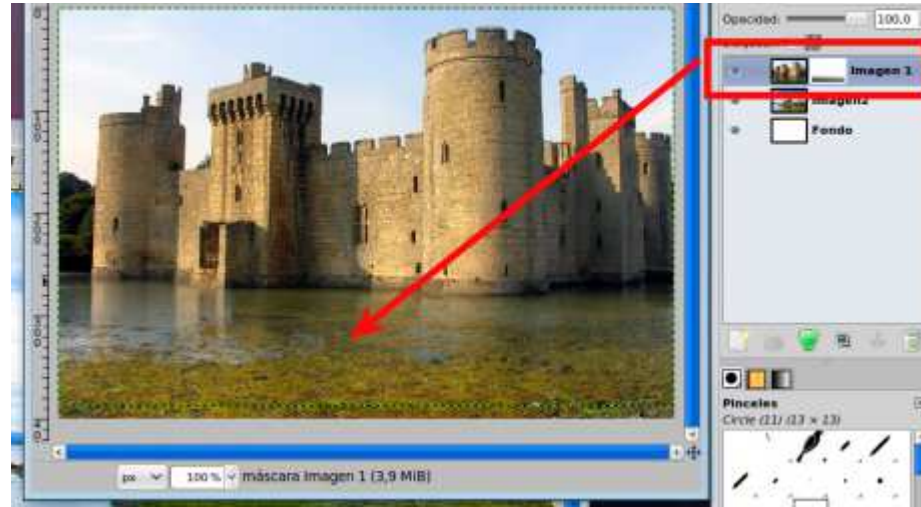 Opacidad:
100.0
Imagen 1
Imagen2
Fondo
Pinceles
Circle (11) (13 × 13)
px
100 %
máscara Imagen 1 (3,9 MiB)